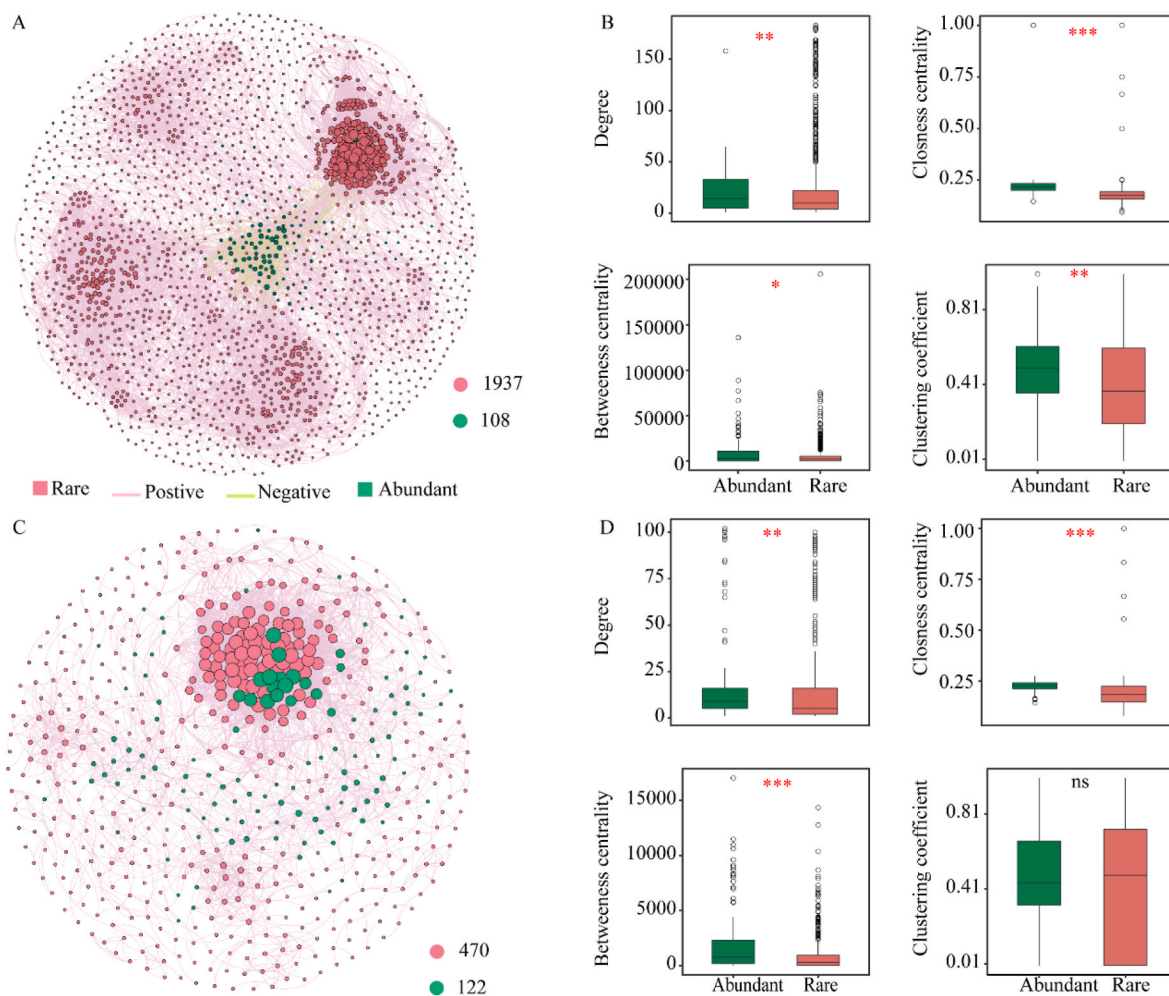 A
1937
108
Rare
Postive
Negative
Abundant
B
Degree
150
100
50
0
**
Closness centrality
1.00
0.75
0.50
0.25
***
Betweeness centrality
200000
150000
100000
50000
0
*
Abundant
Rare
Clustering coefficient
0.81
0.41
0.01
**
Abundant
Rare
C
470
122
D
Degree
100
75
50
25
0
**
Closness centrality
1.00
0.75
0.50
0.25
***
Betweeness centrality
15000
10000
5000
0
***
Abundant
Rare
Clustering coefficient
0.81
0.41
0.01
ns
Abundant
Rare